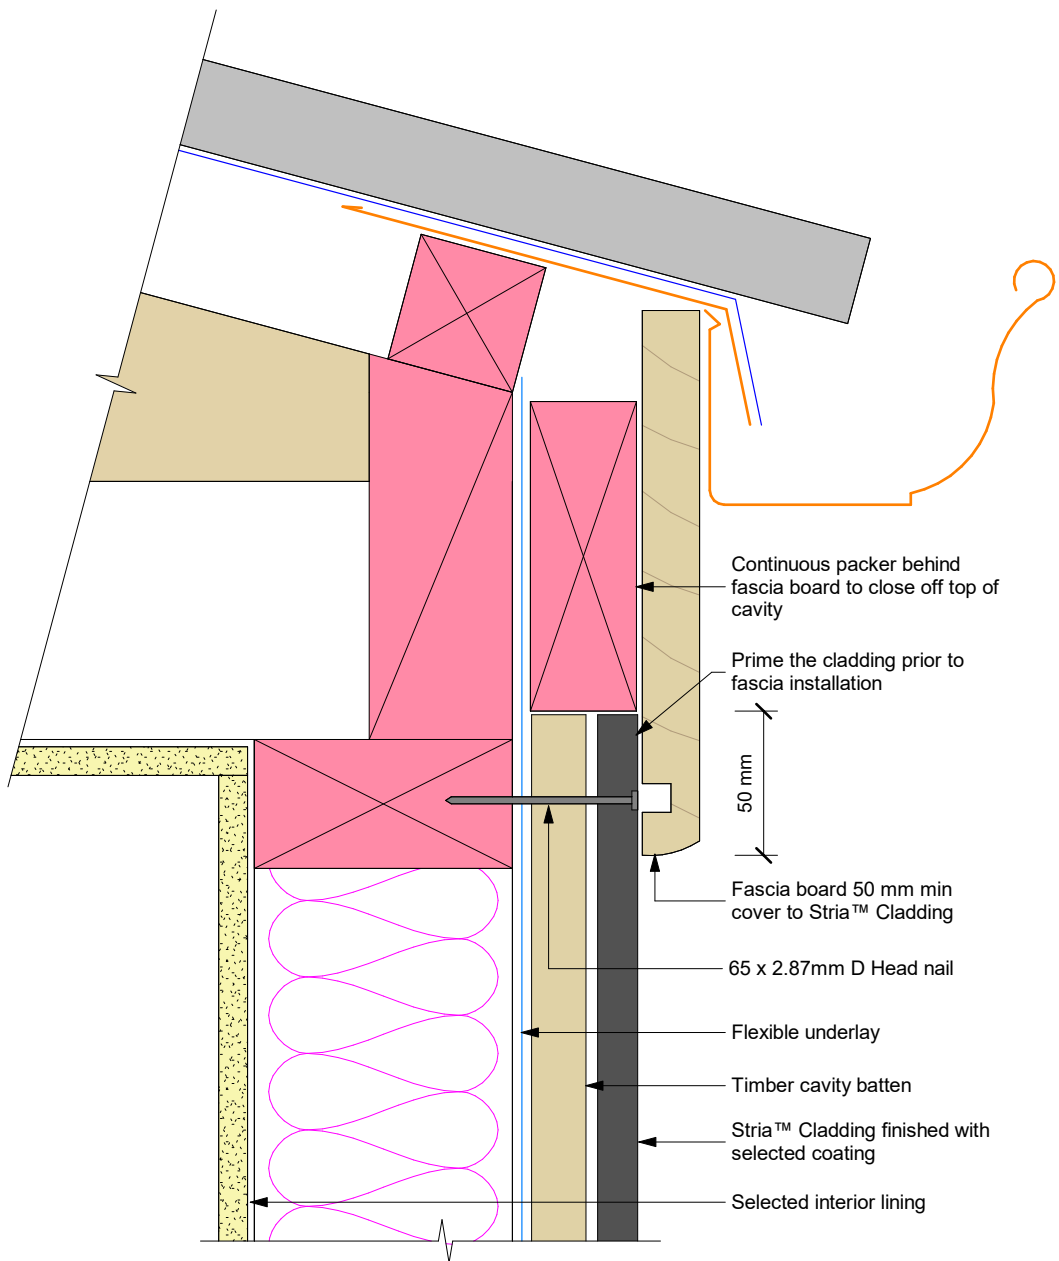 Continuous packer behind
fascia board to close off top of
cavity
Prime the cladding prior to
fascia installation
50 mm
Fascia board 50 mm min
cover to Stria™ Cladding
65 x 2.87mm D Head nail
Flexible underlay
Timber cavity batten
Stria™ Cladding finished with
selected coating
Selected interior lining